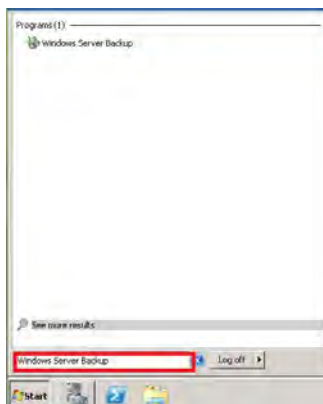 Programs (1)
Windows Server Backup
See more results
Windows Server Backup
Log off
Start